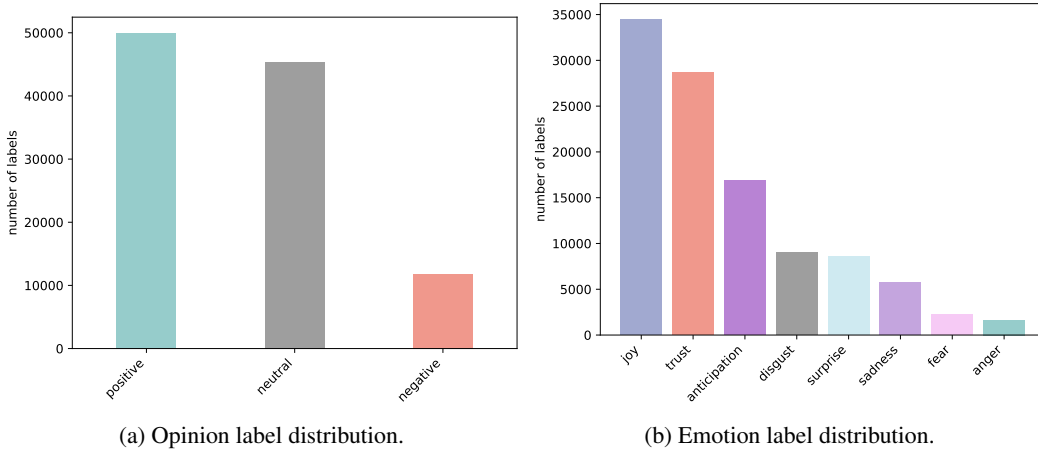 50000
40000
30000
20000
10000
0
number of labels
positive
neutral
negative
(a) Opinion label distribution.
35000
30000
25000
20000
15000
10000
5000
0
number of labels
joy
trust
anticipation
disgust
surprise
sadness
fear
anger
(b) Emotion label distribution.